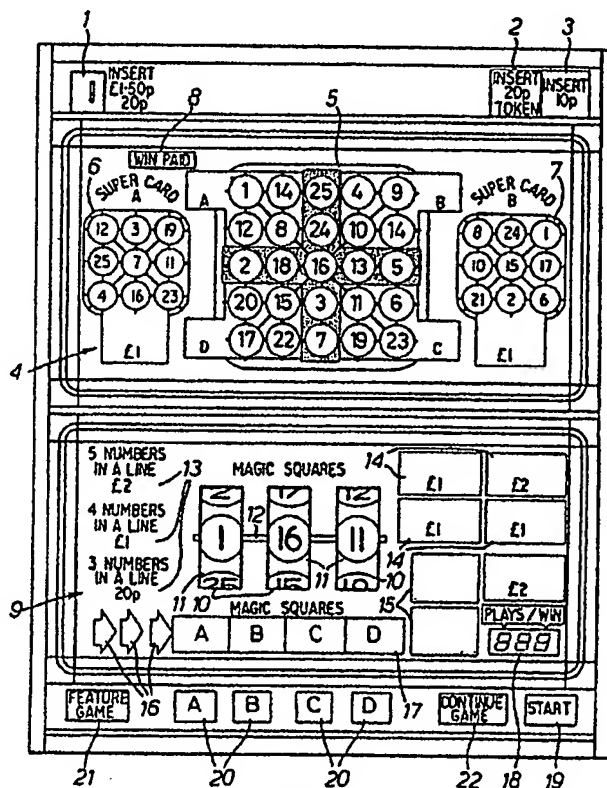 1 2 3
INSERT
£1-50p
20p
INSERT
20p
TOKEN
INSERT
10p
8 5
WIN PAID
6 7
SUPER CARD
A
SUPER CARD
B
A B
1 14 25 4 9
12 8 24 10 14
2 18 16 13 5
20 15 3 11 6
17 22 7 19 23
D C
12 3 19
25 7 11
4 16 23
£1
8 24 1
10 15 17
21 2 6
£1
4
5 NUMBERS
IN A LINE
£2
13
4 NUMBERS
IN A LINE
£1
3 NUMBERS
IN A LINE
20p
MAGIC SQUARES
2 17 12
12
1 16 11
11 10 11 10
MAGIC SQUARES
A B C D
14
£1 £2
£1 £1
14
15
£2
PLAYS/WIN
888
9
16 17
FEATURE
GAME
A B C D
CONTINUE
GAME
START
21 20 20 22 18 19